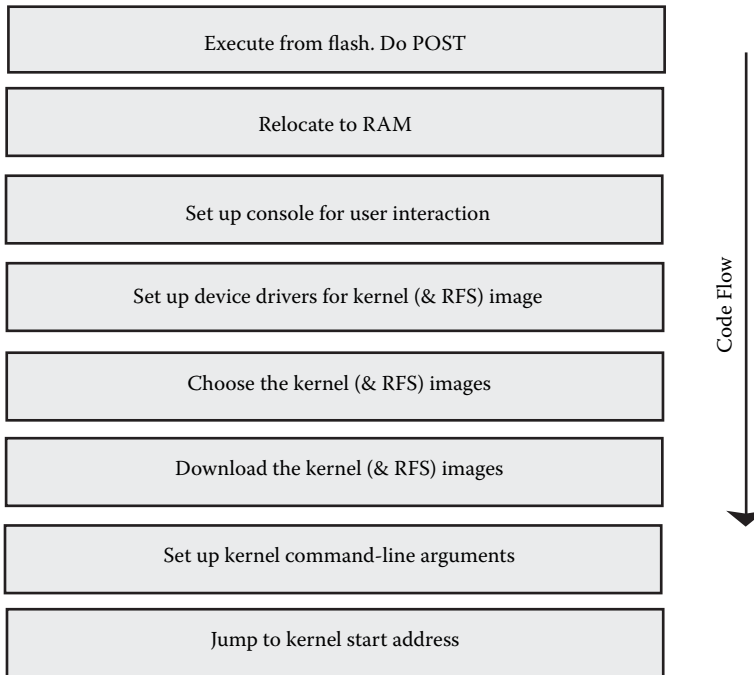 Execute from flash. Do POST
Relocate to RAM
Set up console for user interaction
Set up device drivers for kernel (& RFS) image
Choose the kernel (& RFS) images
Download the kernel (& RFS) images
Set up kernel command-line arguments
Jump to kernel start address
Code Flow